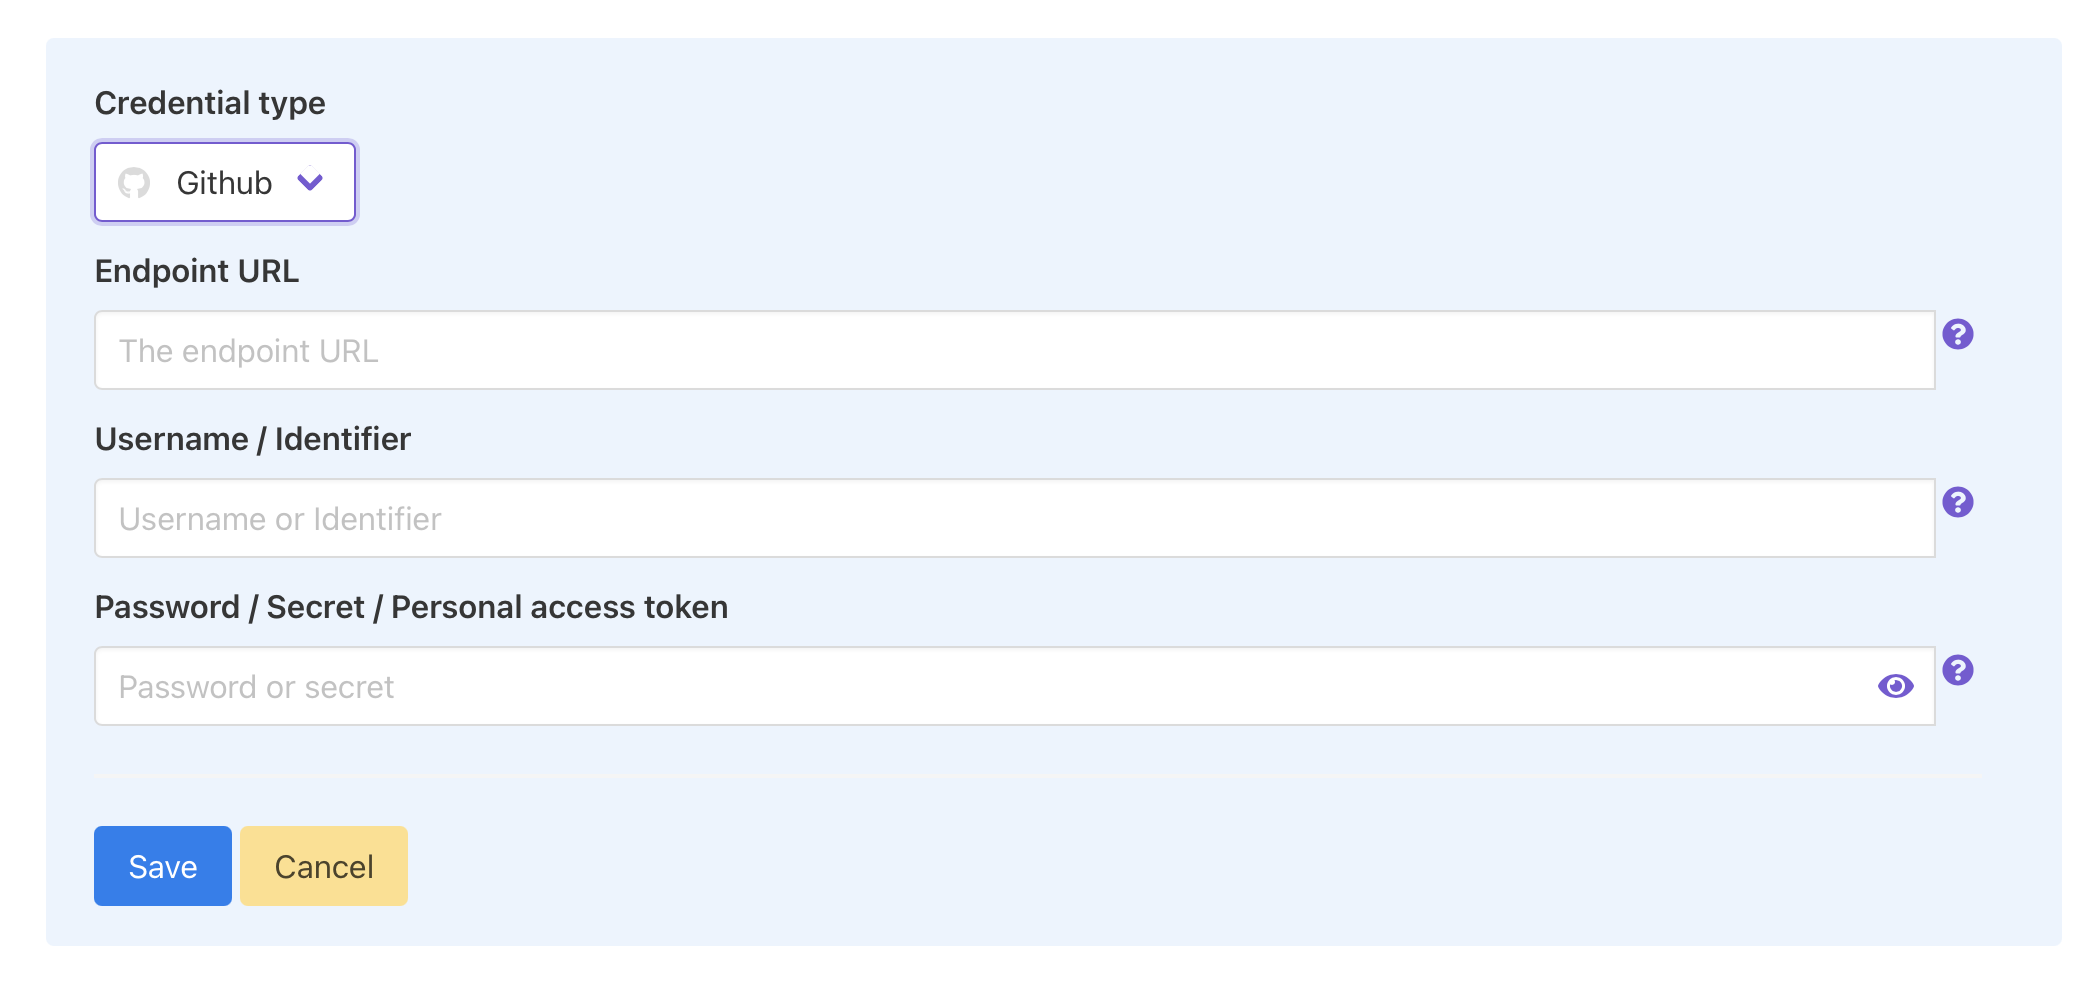 Credential type
Github
Endpoint URL
The endpoint URL
Username / Identifier
Username or Identifier
Password / Secret / Personal access token
Password or secret
Save Cancel